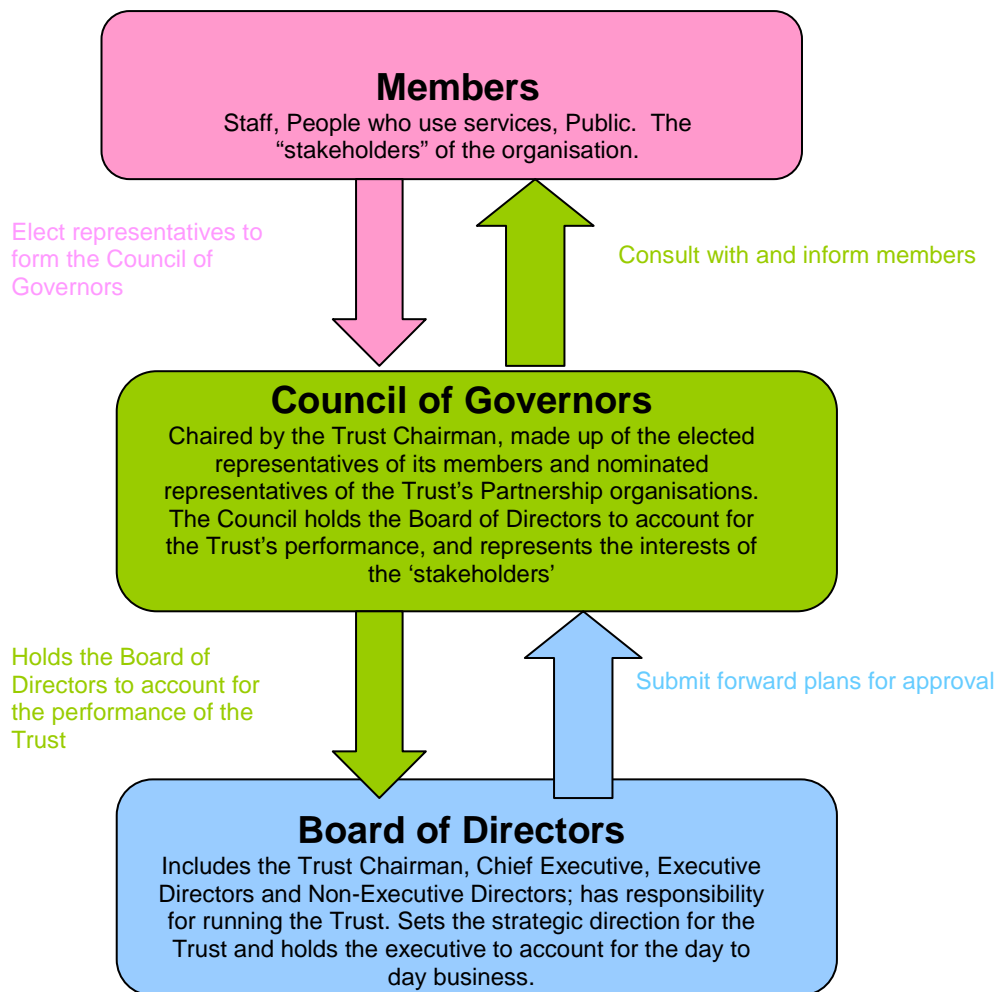 Members
Staff, People who use services, Public.  The
“stakeholders” of the organisation.
Elect representatives to
form the Council of
Governors
Consult with and inform members
Council of Governors
Chaired by the Trust Chairman, made up of the elected
representatives of its members and nominated
representatives of the Trust’s Partnership organisations.
The Council holds the Board of Directors to account for
the Trust’s performance, and represents the interests of
the ‘stakeholders’
Holds the Board of
Directors to account for
the performance of the
Trust
Submit forward plans for approval
Board of Directors
Includes the Trust Chairman, Chief Executive, Executive
Directors and Non-Executive Directors; has responsibility
for running the Trust. Sets the strategic direction for the
Trust and holds the executive to account for the day to
day business.